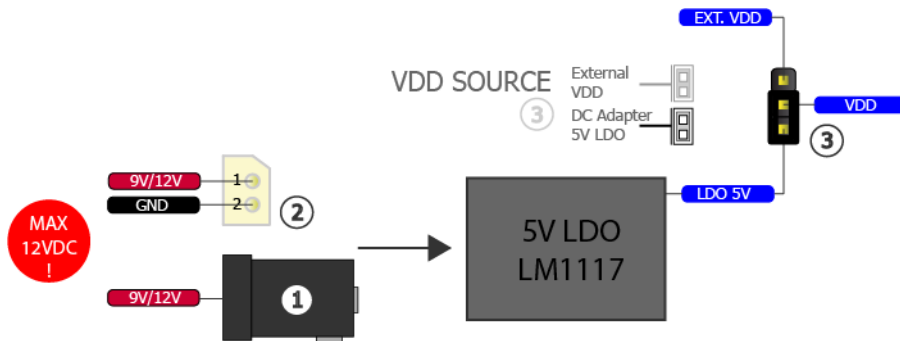 EXT. VDD
VDD SOURCE
3
External
VDD
DC Adapter
5V LDO
VDD
3
9V/12V
1
GND
2
2
LDO 5V
MAX
12VDC
!
5V LDO
LM1117
9V/12V
1